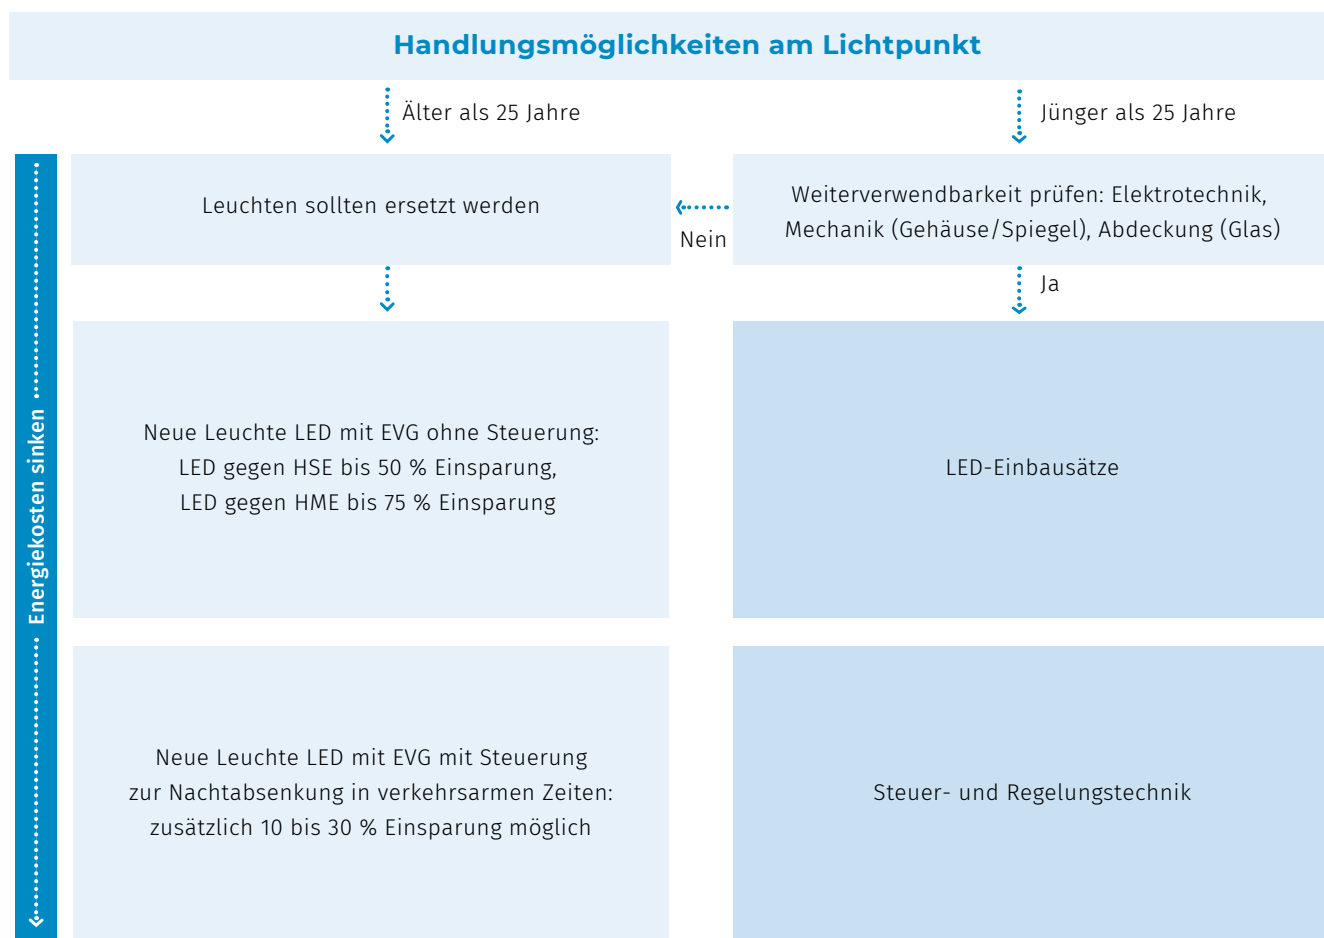 Handlungsmöglichkeiten am Lichtpunkt
Älter als 25 Jahre
Jünger als 25 Jahre
Leuchten sollten ersetzt werden
Nein
Weiterverwendbarkeit prüfen: Elektrotechnik,
Mechanik (Gehäuse/Spiegel), Abdeckung (Glas)
Ja
Energiekosten sinken
Neue Leuchte LED mit EVG ohne Steuerung:
LED gegen HSE bis 50 % Einsparung,
LED gegen HME bis 75 % Einsparung
LED-Einbausätze
Neue Leuchte LED mit EVG mit Steuerung
zur Nachtabsenkung in verkehrsarmen Zeiten:
zusätzlich 10 bis 30 % Einsparung möglich
Steuer- und Regelungstechnik